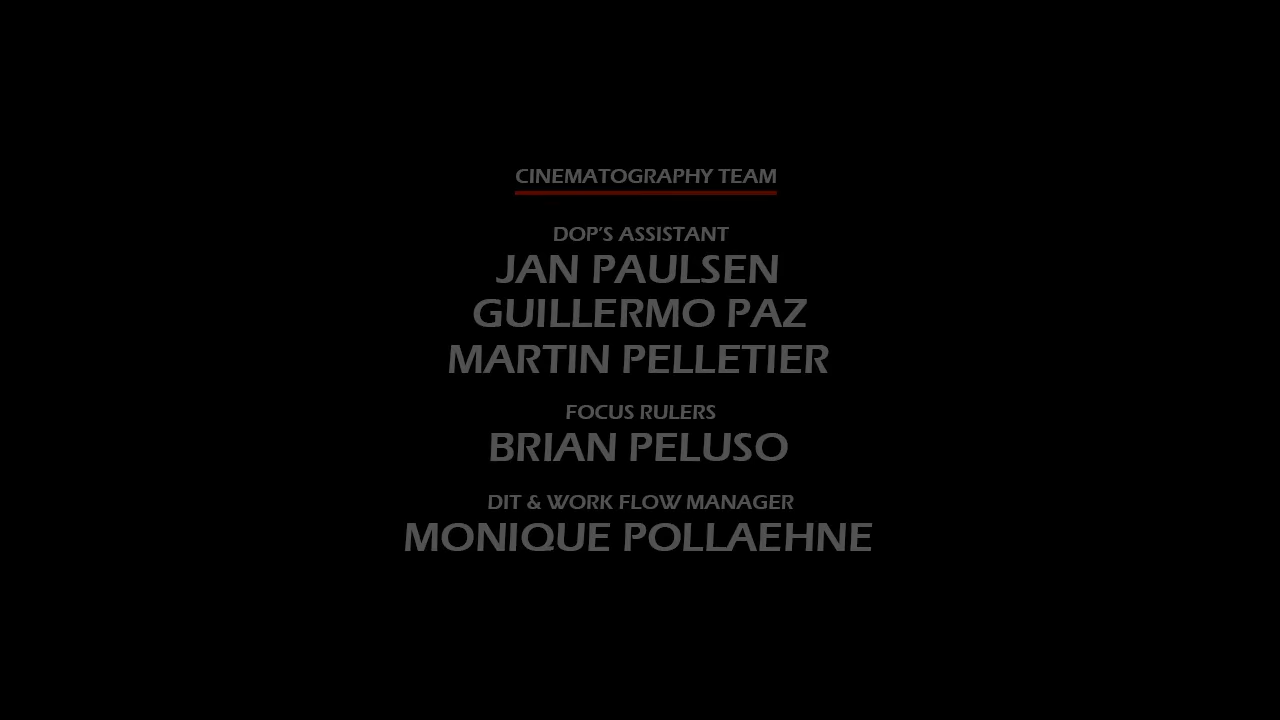 CINEMATOGRAPHY TEAM
DOP'S ASSISTANT
JAN PAULSEN
GUILLERMO PAZ
MARTIN PELLETIER
FOCUS RULERS
BRIAN PELUSO
DIT & WORK FLOW MANAGER
MONIQUE POLLAEHNE